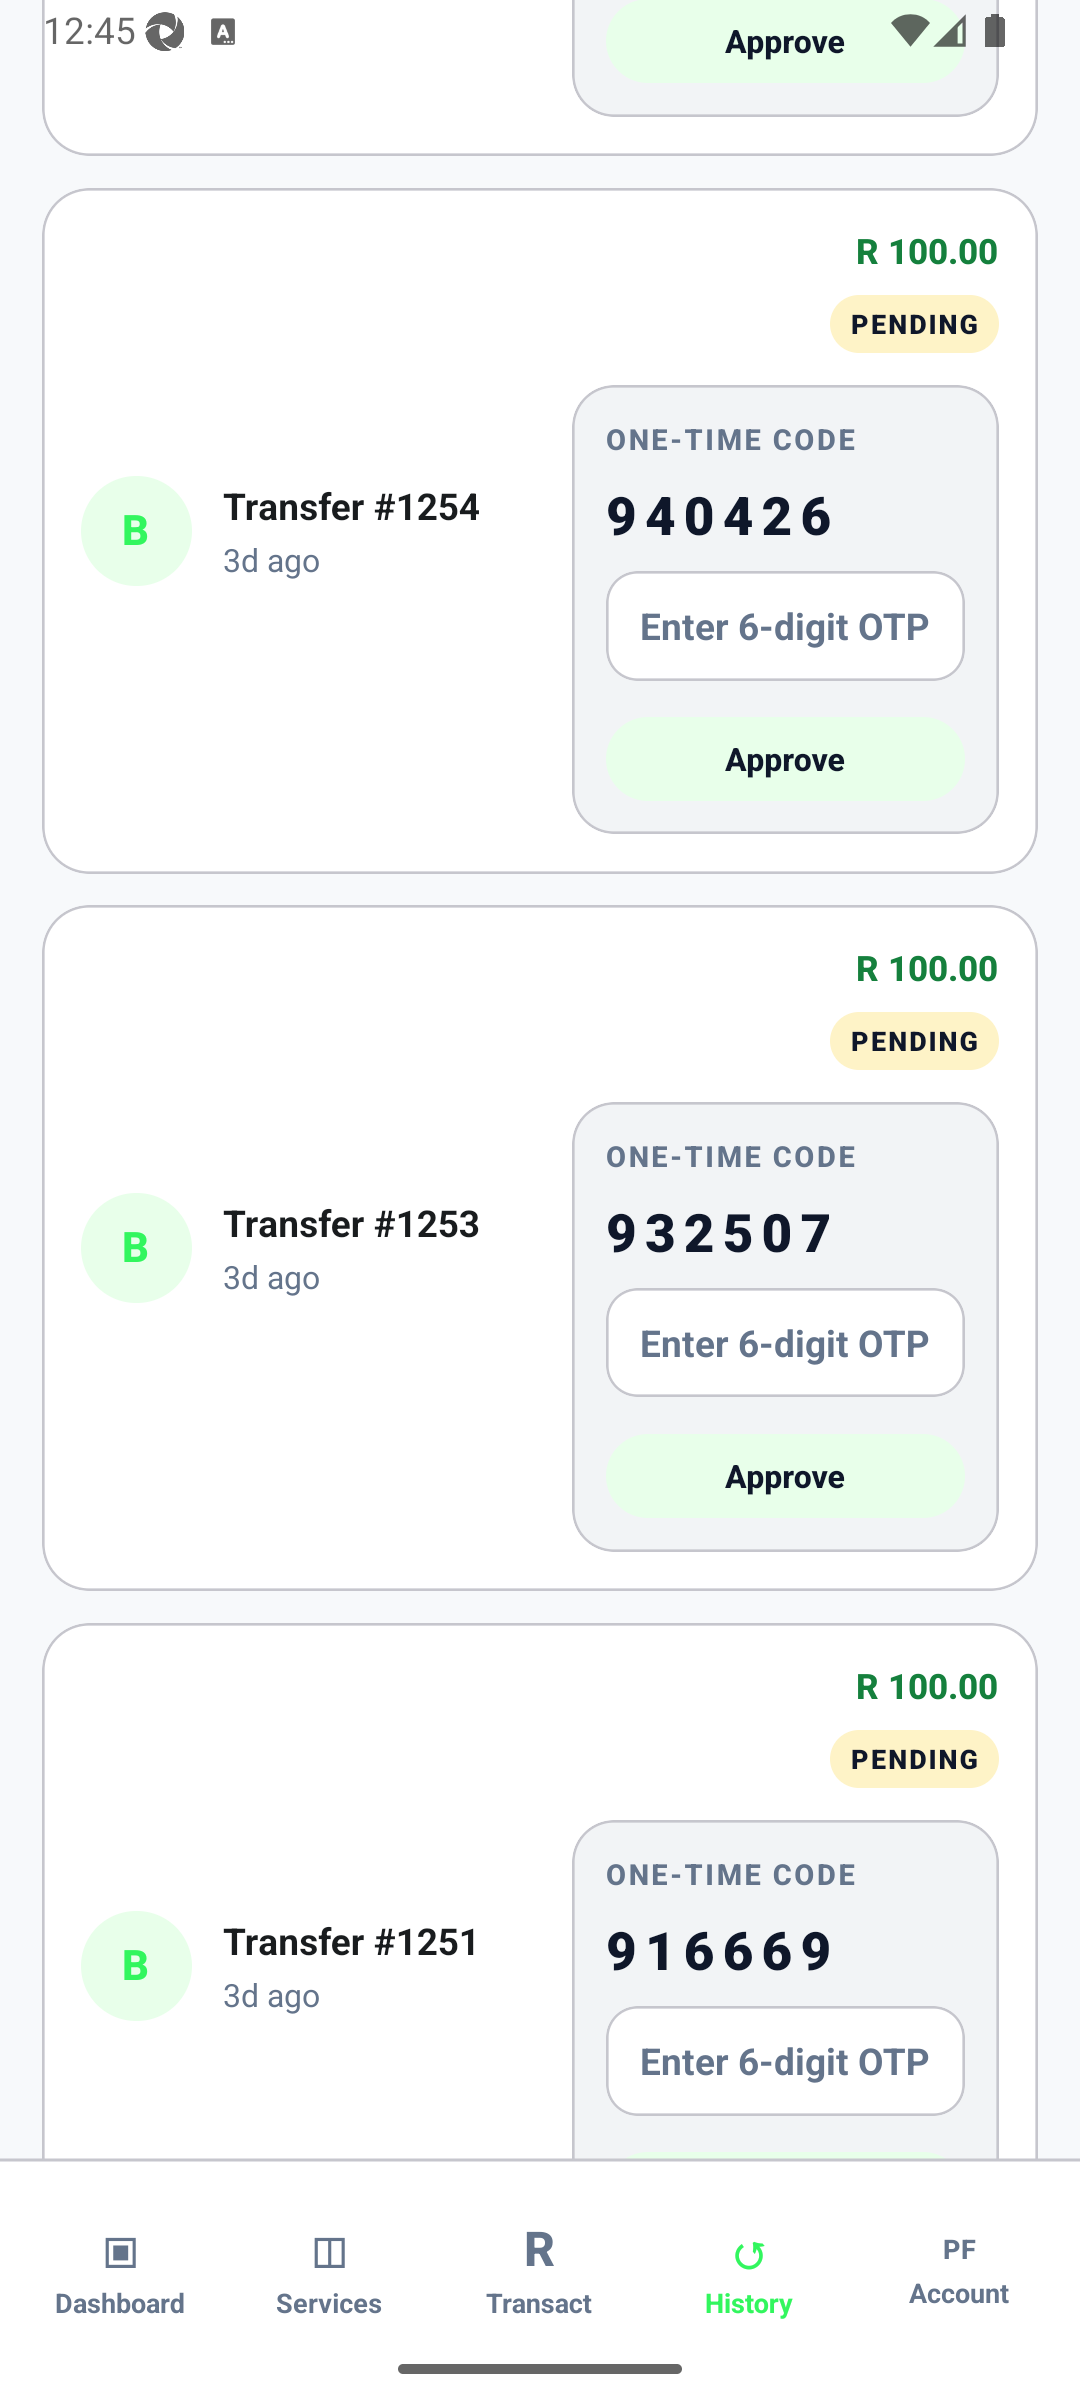 12:45
Approve
R 100.00
PENDING
ONE-TIME CODE
940426
B
Transfer #1254
3d ago
Enter 6-digit OTP
Approve
R 100.00
PENDING
ONE-TIME CODE
932507
B
Transfer #1253
3d ago
Enter 6-digit OTP
Approve
R 100.00
PENDING
ONE-TIME CODE
916669
B
Transfer #1251
3d ago
Enter 6-digit OTP
R
PF
Dashboard
Services
Transact
History
Account